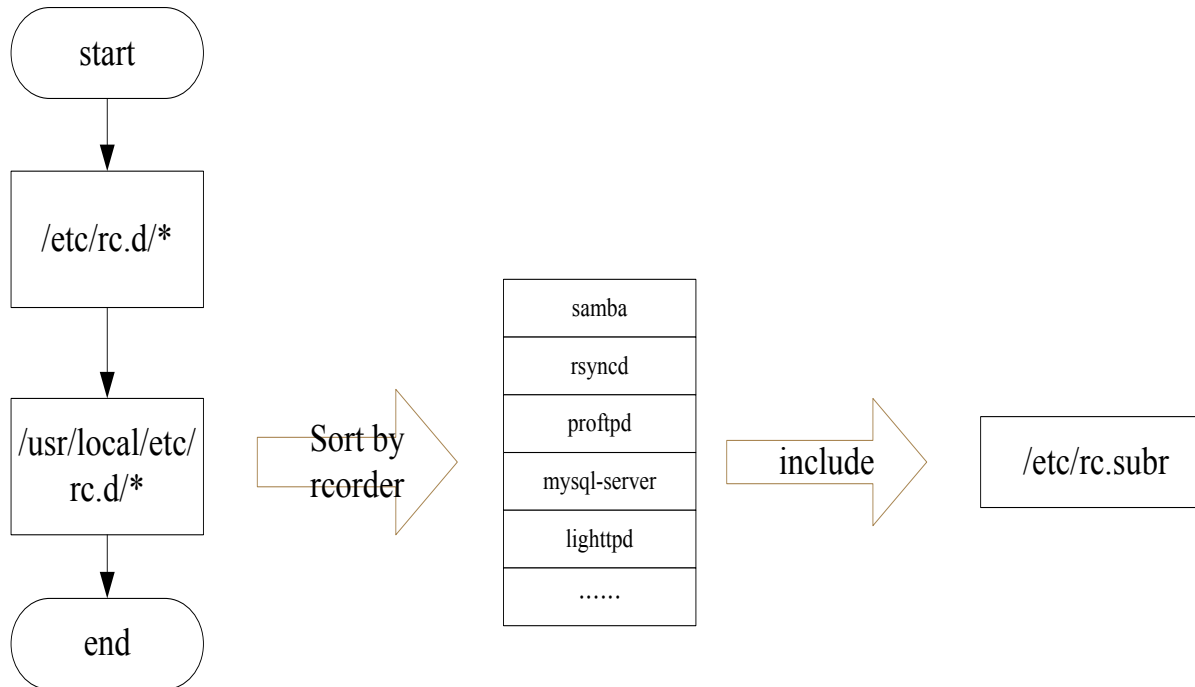 start
/etc/rc.d/*
/usr/local/etc/
rc.d/*
end
Sort by
rcorder
samba
rsyncd
proftpd
mysql-server
lighttpd
......
include
/etc/rc.subr